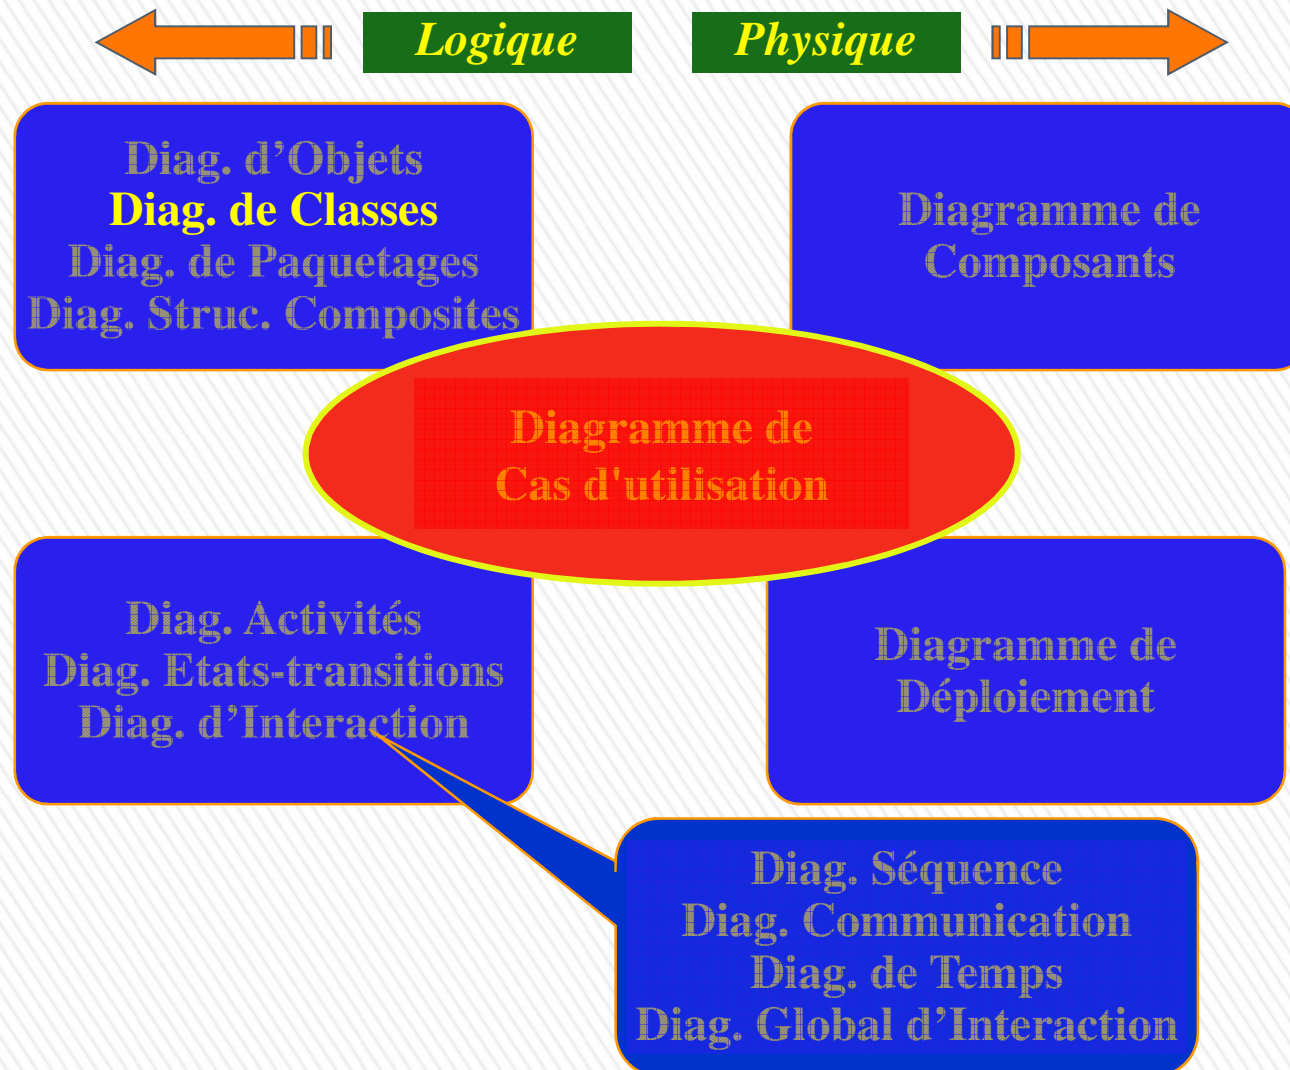 Logique
Physique
Diag. d’Objets
Diag. de Classes
Diag. de Paquetages
Diag. Struc. Composites
Diagramme de
Composants
Diagramme de
Cas d'utilisation
Diag. Activités
Diag. Etats-transitions
Diag. d’Interaction
Diagramme de
Déploiement
Diag. Séquence
Diag. Communication
Diag. de Temps
Diag. Global d’Interaction